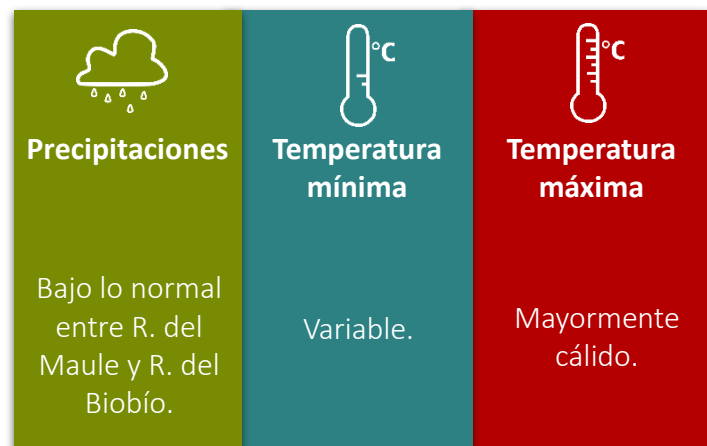 °C
°C
Precipitaciones
Temperatura
mínima
Temperatura
máxima
Bajo lo normal
entre R. del
Maule y R. del
Biobío.
Variable.
Mayormente
cálido.